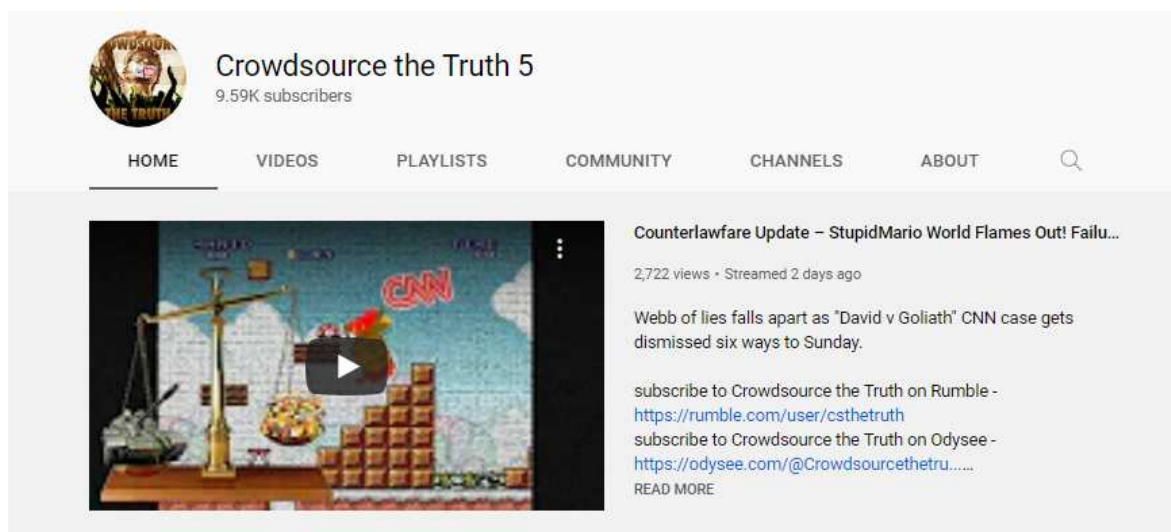 CROWDSOURCE
THE TRUTH
Crowdsource the Truth 5
9.59K subscribers
HOME VIDEOS PLAYLISTS COMMUNITY CHANNELS ABOUT
CNN
Counterlawfare Update – StupidMario World Flames Out! Failu...
2,722 views • Streamed 2 days ago
Webb of lies falls apart as "David v Goliath" CNN case gets
dismissed six ways to Sunday.
subscribe to Crowdsource the Truth on Rumble -
https://rumble.com/user/csthetruth
subscribe to Crowdsource the Truth on Odysee -
https://odysee.com/@Crowdsourcethetru......
READ MORE